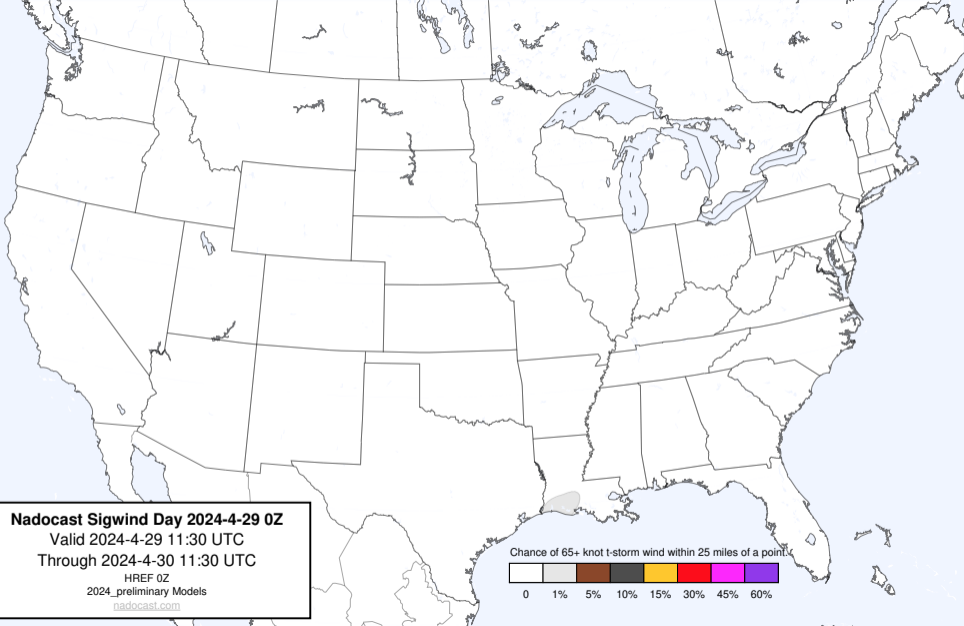 Nadocast Sigwind Day 2024-4-29 0Z
Valid 2024-4-29 11:30 UTC
Through 2024-4-30 11:30 UTC
HREF 0Z
2024_preliminary Models
nadocast.com
Chance of 65+ knot t-storm wind within 25 miles of a point.
0 1% 5% 10% 15% 30% 45% 60%